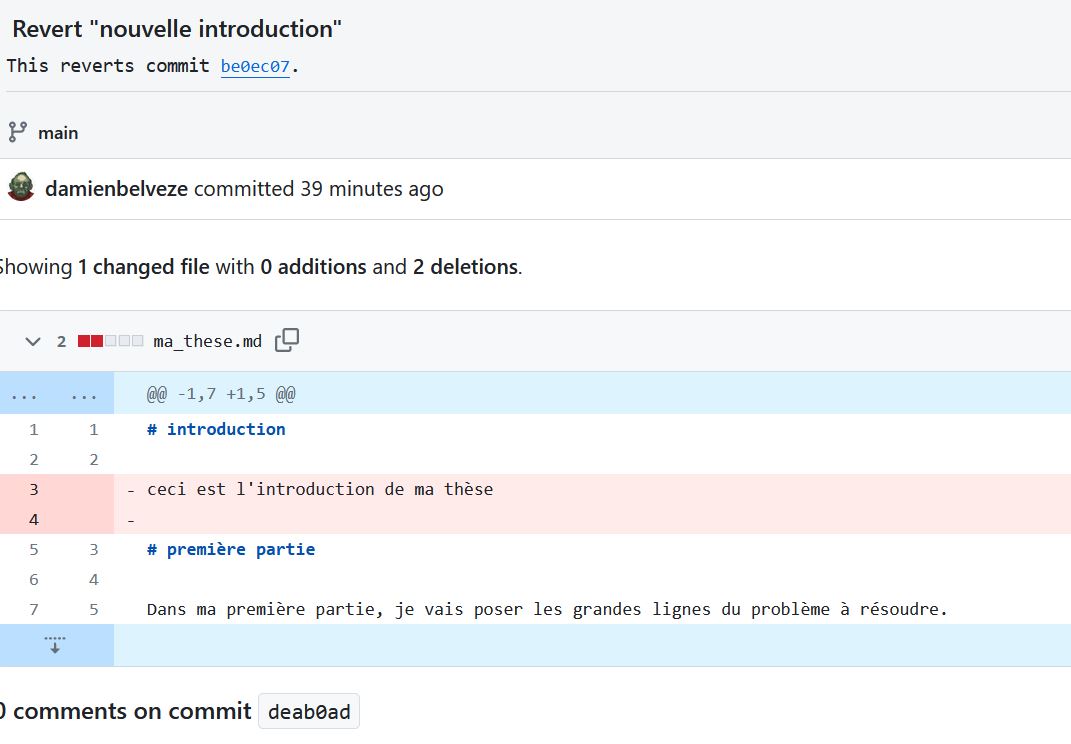 Revert "nouvelle introduction"
This reverts commit be0ec07.
main
damienbelveze committed 39 minutes ago
Showing 1 changed file with 0 additions and 2 deletions.
2 ma_these.md
... ... @@ -1,7 +1,5 @@
1 1 # introduction
2 2
3 - ceci est l'introduction de ma thèse
4 -
5 3 # première partie
6 4
7 5 Dans ma première partie, je vais poser les grandes lignes du problème à résoudre.
0 comments on commit deab0ad